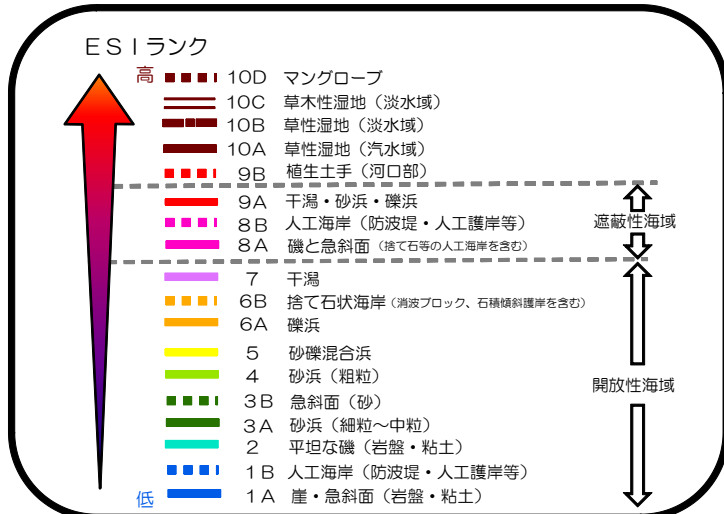 ESIランク
高
10D マングローブ
10C 草木性湿地（淡水域）
10B 草性湿地（淡水域）
10A 草性湿地（汽水域）
9B 植生土手（河口部）
9A 干潟・砂浜・礫浜
8B 人工海岸（防波堤・人工護岸等）
遮蔽性海域
8A 磯と急斜面（捨て石等の人工海岸を含む）
7 干潟
6B 捨て石状海岸（消波ブロック、石積傾斜護岸を含む）
6A 礫浜
5 砂礫混合浜
4 砂浜（粗粒）
開放性海域
3B 急斜面（砂）
3A 砂浜（細粒～中粒）
2 平坦な磯（岩盤・粘土）
1B 人工海岸（防波堤・人工護岸等）
低
1A 崖・急斜面（岩盤・粘土）